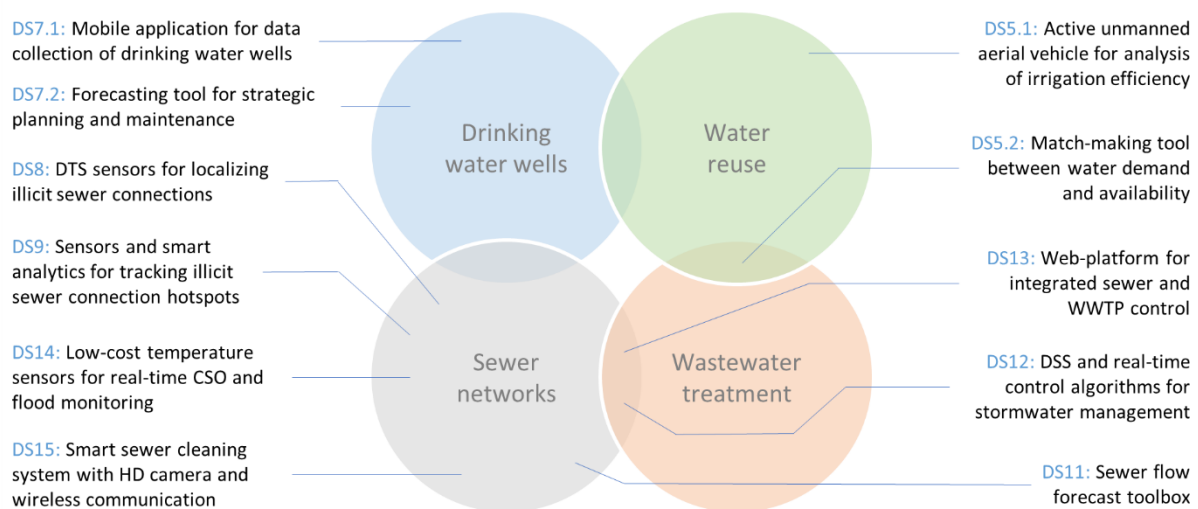 DS7.1: Mobile application for data
collection of drinking water wells
DS7.2: Forecasting tool for strategic
planning and maintenance
DS8: DTS sensors for localizing
illicit sewer connections
DS9: Sensors and smart
analytics for tracking illicit
sewer connection hotspots
DS14: Low-cost temperature
sensors for real-time CSO and
flood monitoring
DS15: Smart sewer cleaning
system with HD camera and
wireless communication
Drinking
water wells
Water
reuse
Sewer
networks
Wastewater
treatment
DS5.1: Active unmanned
aerial vehicle for analysis
of irrigation efficiency
DS5.2: Match-making tool
between water demand
and availability
DS13: Web-platform for
integrated sewer and
WWTP control
DS12: DSS and real-time
control algorithms for
stormwater management
DS11: Sewer flow
forecast toolbox